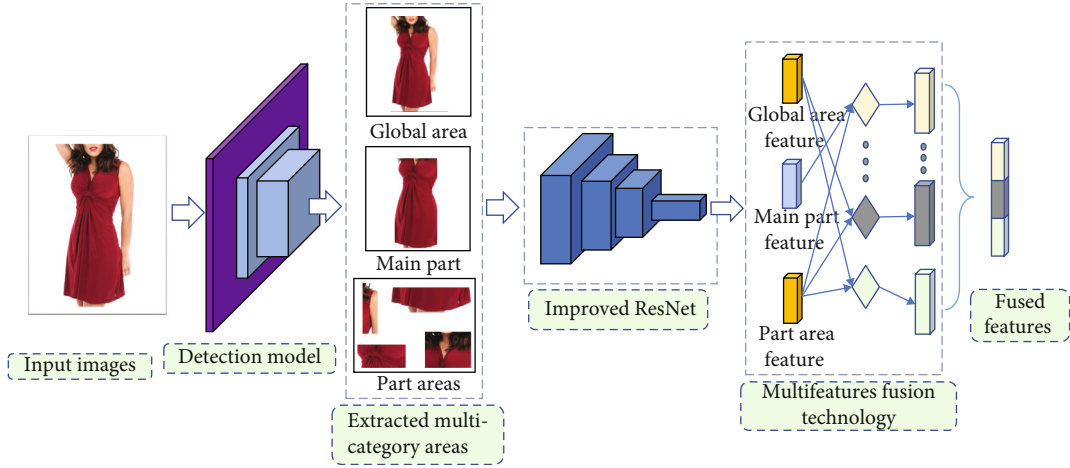 Input images
Detection model
Global area
Main part
Part areas
Extracted multi-
category areas
Improved ResNet
Global area
feature
Main part
feature
Part area
feature
Multifeatures fusion
technology
Fused
features